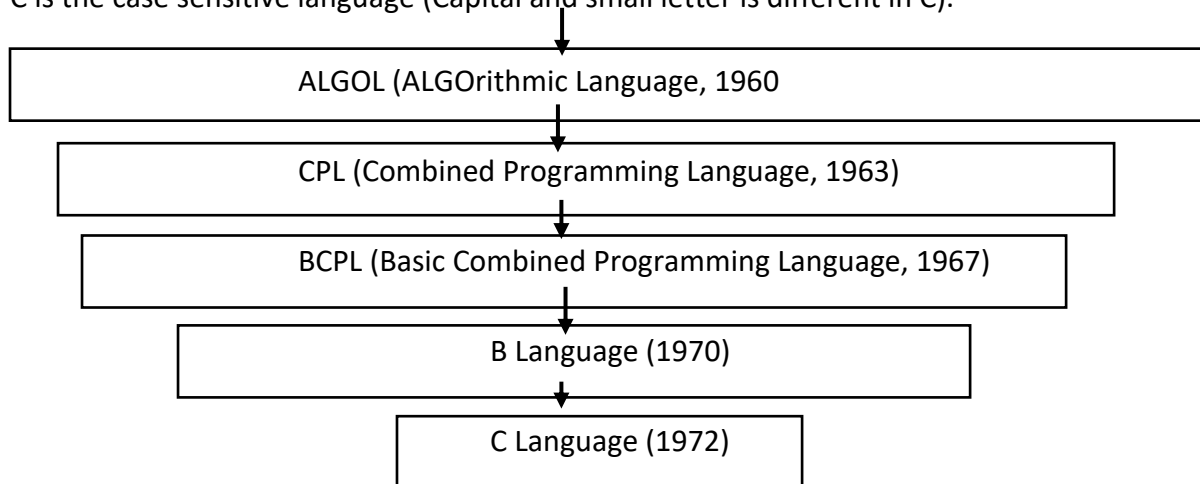 C is the case sensitive language (Capital and small letter is different in C).
ALGOL (ALGOrithmic Language, 1960
CPL (Combined Programming Language, 1963)
BCPL (Basic Combined Programming Language, 1967)
B Language (1970)
C Language (1972)